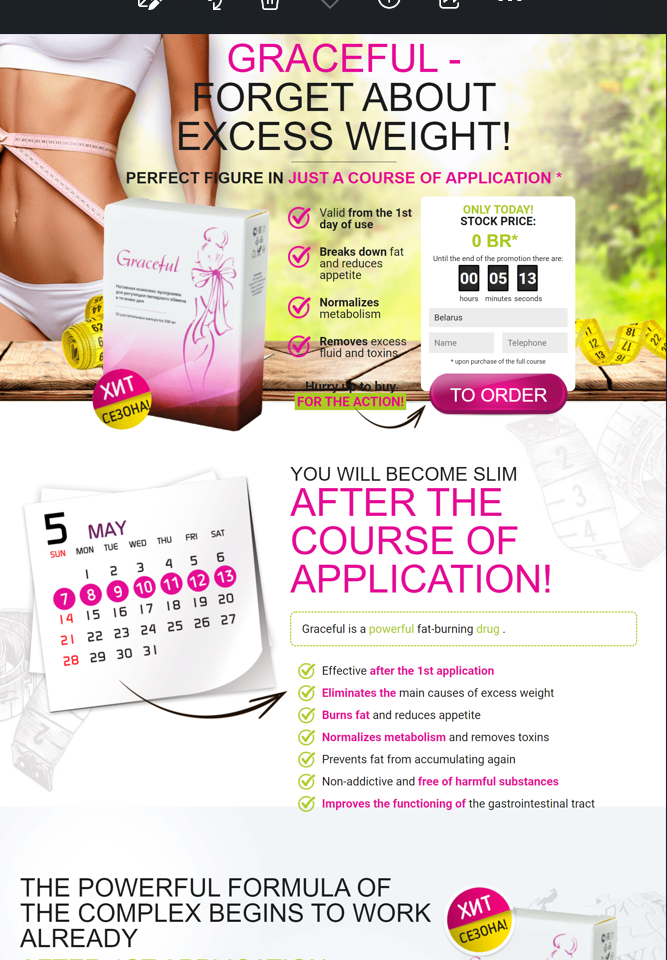 GRACEFUL -
FORGET ABOUT
EXCESS WEIGHT!
PERFECT FIGURE IN JUST A COURSE OF APPLICATION *
Graceful
ХИТ
СЕЗОНА!
Valid from the 1st
day of use
Breaks down fat
and reduces
appetite
Normalizes
metabolism
Removes excess
fluid and toxins
Hurry up to buy
FOR THE ACTION!
ONLY TODAY!
STOCK PRICE:
0 BR*
Until the end of the promotion there are:
00 05 13
hours minutes seconds
Belarus
Name Telephone
* upon purchase of the full course
TO ORDER
5 MAY
SUN MON TUE WED THU FRI SAT
1 2 3 4 5 6
7 8 9 10 11 12 13
14 15 16 17 18 19 20
21 22 23 24 25 26 27
28 29 30 31
YOU WILL BECOME SLIM
AFTER THE
COURSE OF
APPLICATION!
Graceful is a powerful fat-burning drug .
Effective after the 1st application
Eliminates the main causes of excess weight
Burns fat and reduces appetite
Normalizes metabolism and removes toxins
Prevents fat from accumulating again
Non-addictive and free of harmful substances
Improves the functioning of the gastrointestinal tract
THE POWERFUL FORMULA OF
THE COMPLEX BEGINS TO WORK
ALREADY
ХИТ
СЕЗОНА!